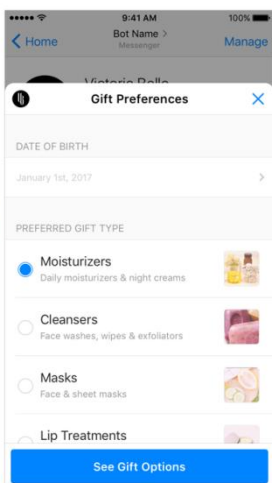 9:41 AM 100%
Home Bot Name > Manage
Messenger
Gift Preferences
DATE OF BIRTH
January 1st, 2017
PREFERRED GIFT TYPE
Moisturizers
Daily moisturizers & night creams
Cleansers
Face washes, wipes & exfoliators
Masks
Face & sheet masks
Lip Treatments
See Gift Options